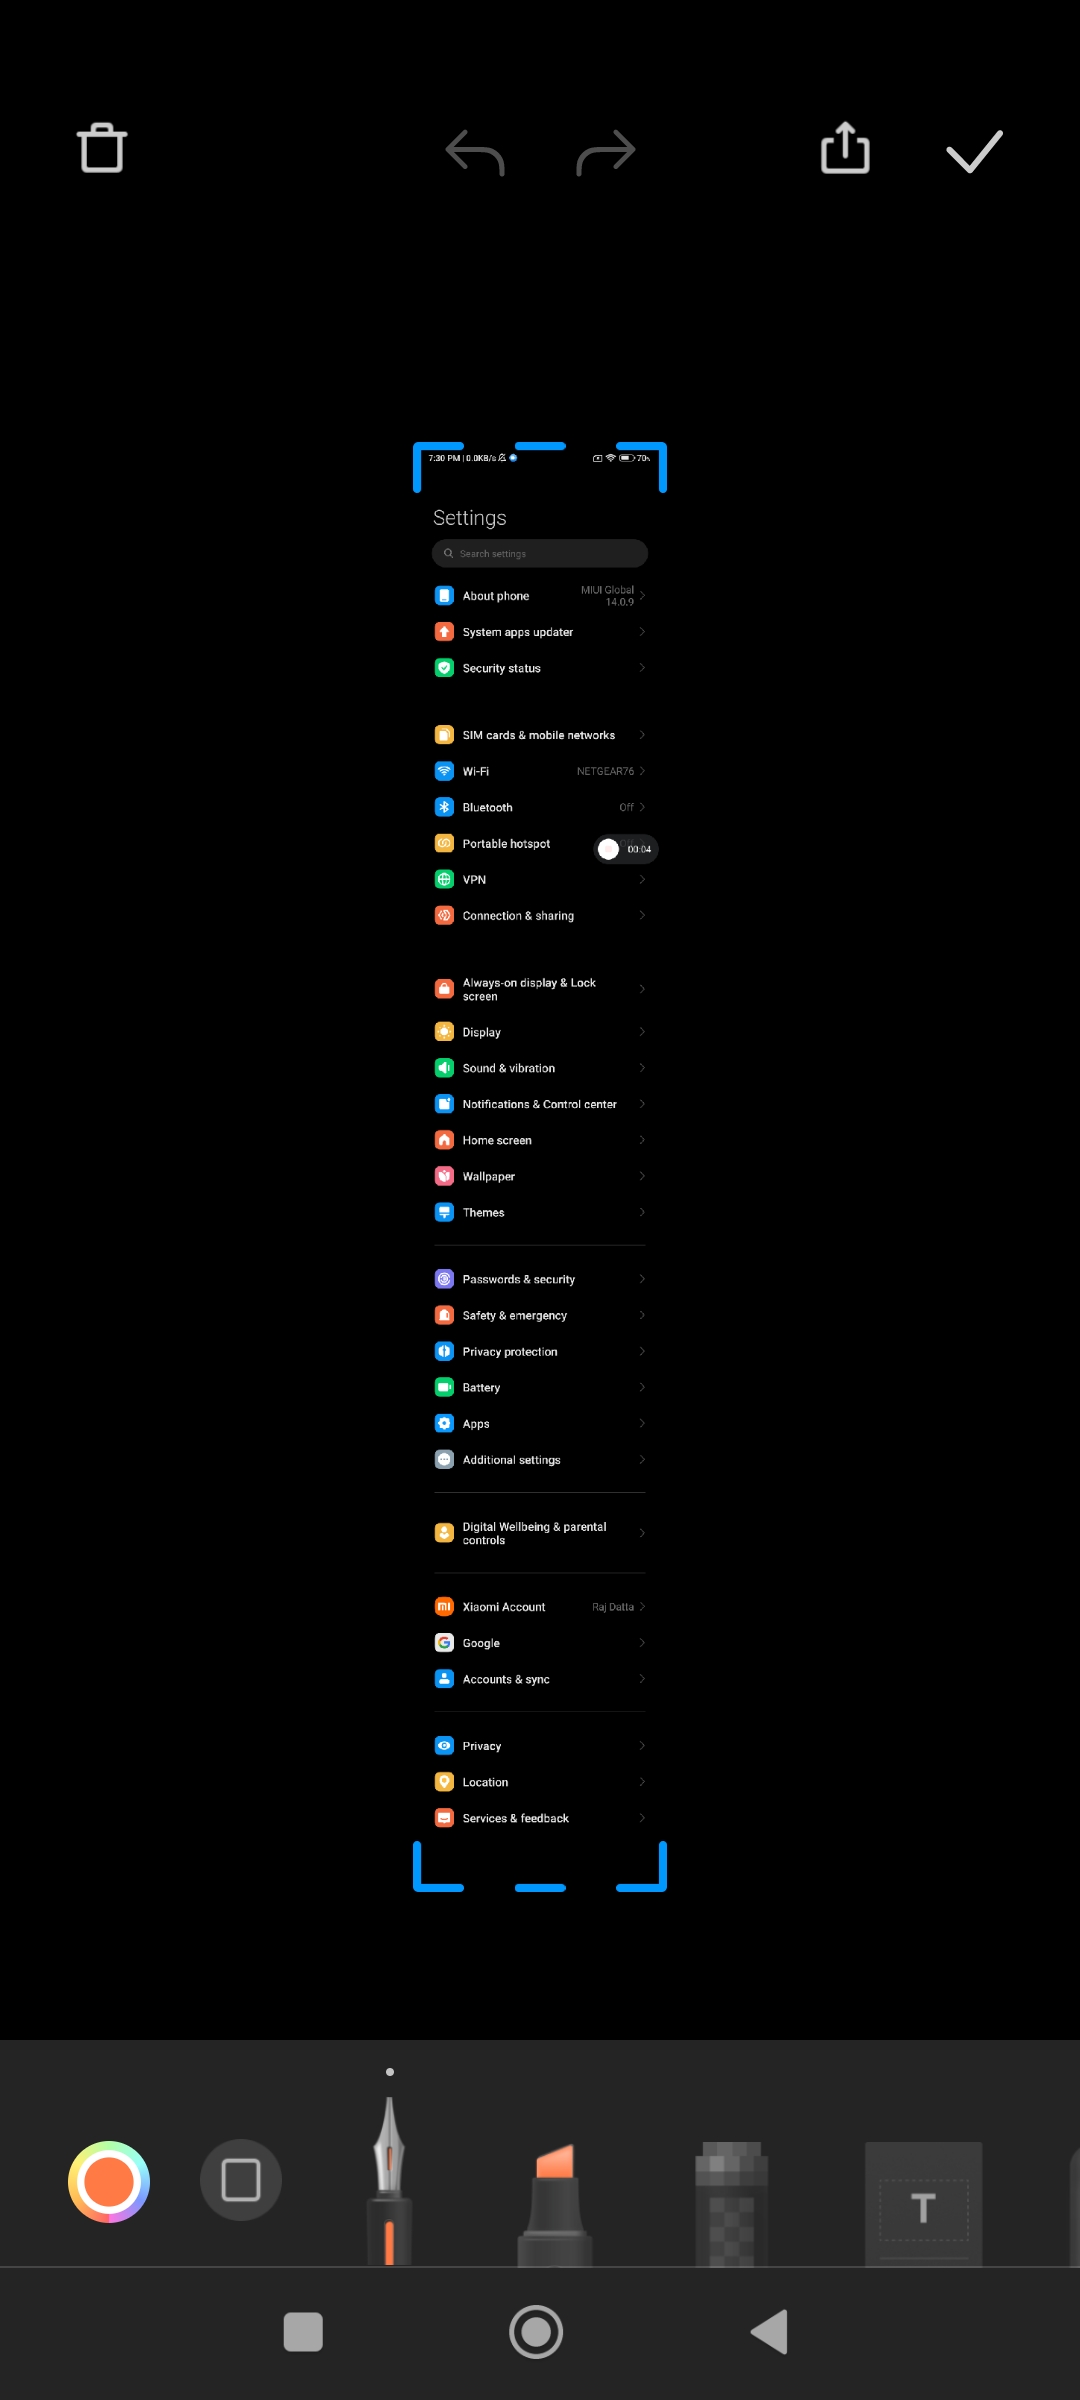 7:30 PM | 0.0KB/s 70%
Settings
Search settings
About phone MIUI Global 14.0.9
System apps updater
Security status
SIM cards & mobile networks
Wi-Fi NETGEAR76
Bluetooth Off
Portable hotspot
00:04
VPN
Connection & sharing
Always-on display & Lock
screen
Display
Sound & vibration
Notifications & Control center
Home screen
Wallpaper
Themes
Passwords & security
Safety & emergency
Privacy protection
Battery
Apps
Additional settings
Digital Wellbeing & parental
controls
mi Xiaomi Account Raj Datta
G Google
Accounts & sync
Privacy
Location
Services & feedback
T